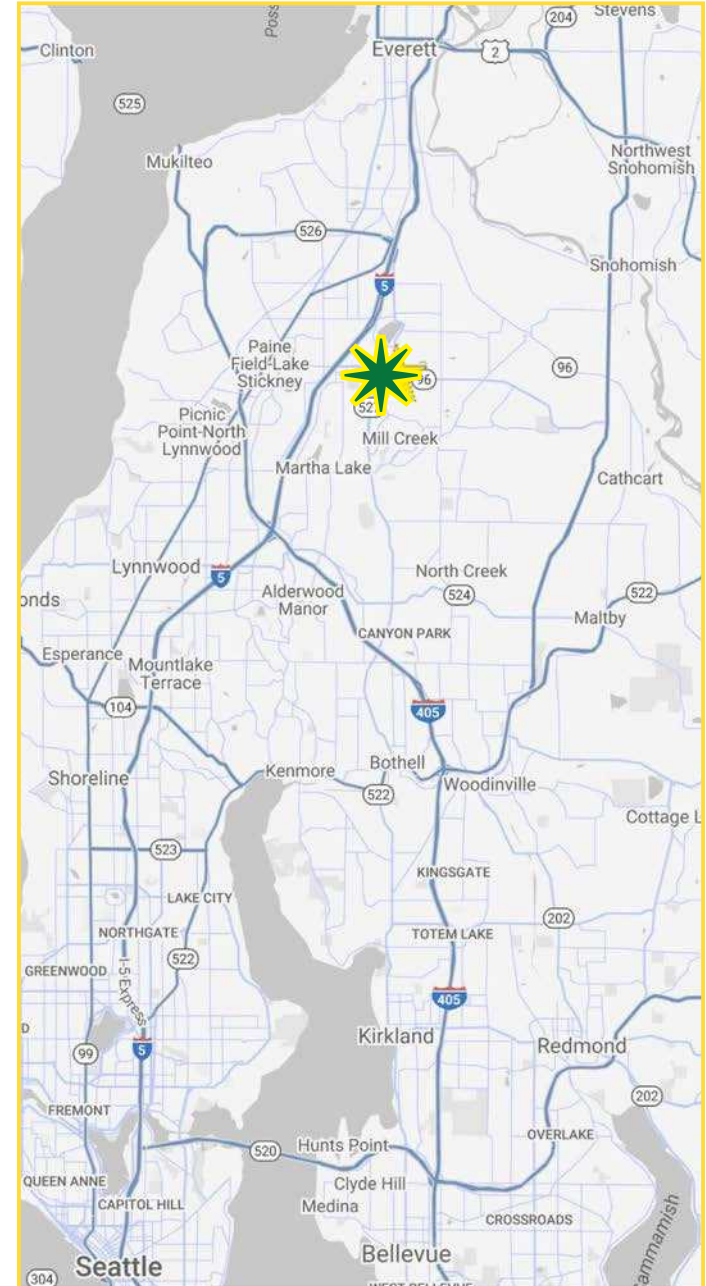 204
Stevens
Clinton
Poss
Everett
2
525
Northwest
Snohomish
Mukilteo
526
Snohomish
5
Paine
Field-Lake
Stickney
96
96
Picnic
Point-North
Lynnwood
Mill Creek
Martha Lake
Cathcart
Lynnwood
5
North Creek
Alderwood
Manor
524
522
onds
Maltby
CANYON PARK
Esperance
Mountlake
Terrace
104
405
Bothell
Kenmore
Shoreline
Woodinville
522
Cottage L
523
KINGSGATE
LAKE CITY
202
NORTHGATE
TOTEM LAKE
522
GREENWOOD
I-5 Express
405
D
Kirkland
Redmond
99
5
202
FREMONT
OVERLAKE
520
Hunts Point
QUEEN ANNE
Clyde Hill
CAPITOL HILL
Medina
CROSSROADS
ammamish
Bellevue
Seattle
304